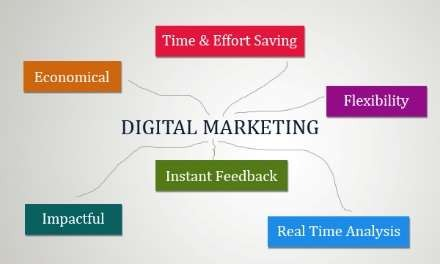 Time & Effort Saving
Economical
Flexibility
DIGITAL MARKETING
Instant Feedback
Impactful
Real Time Analysis